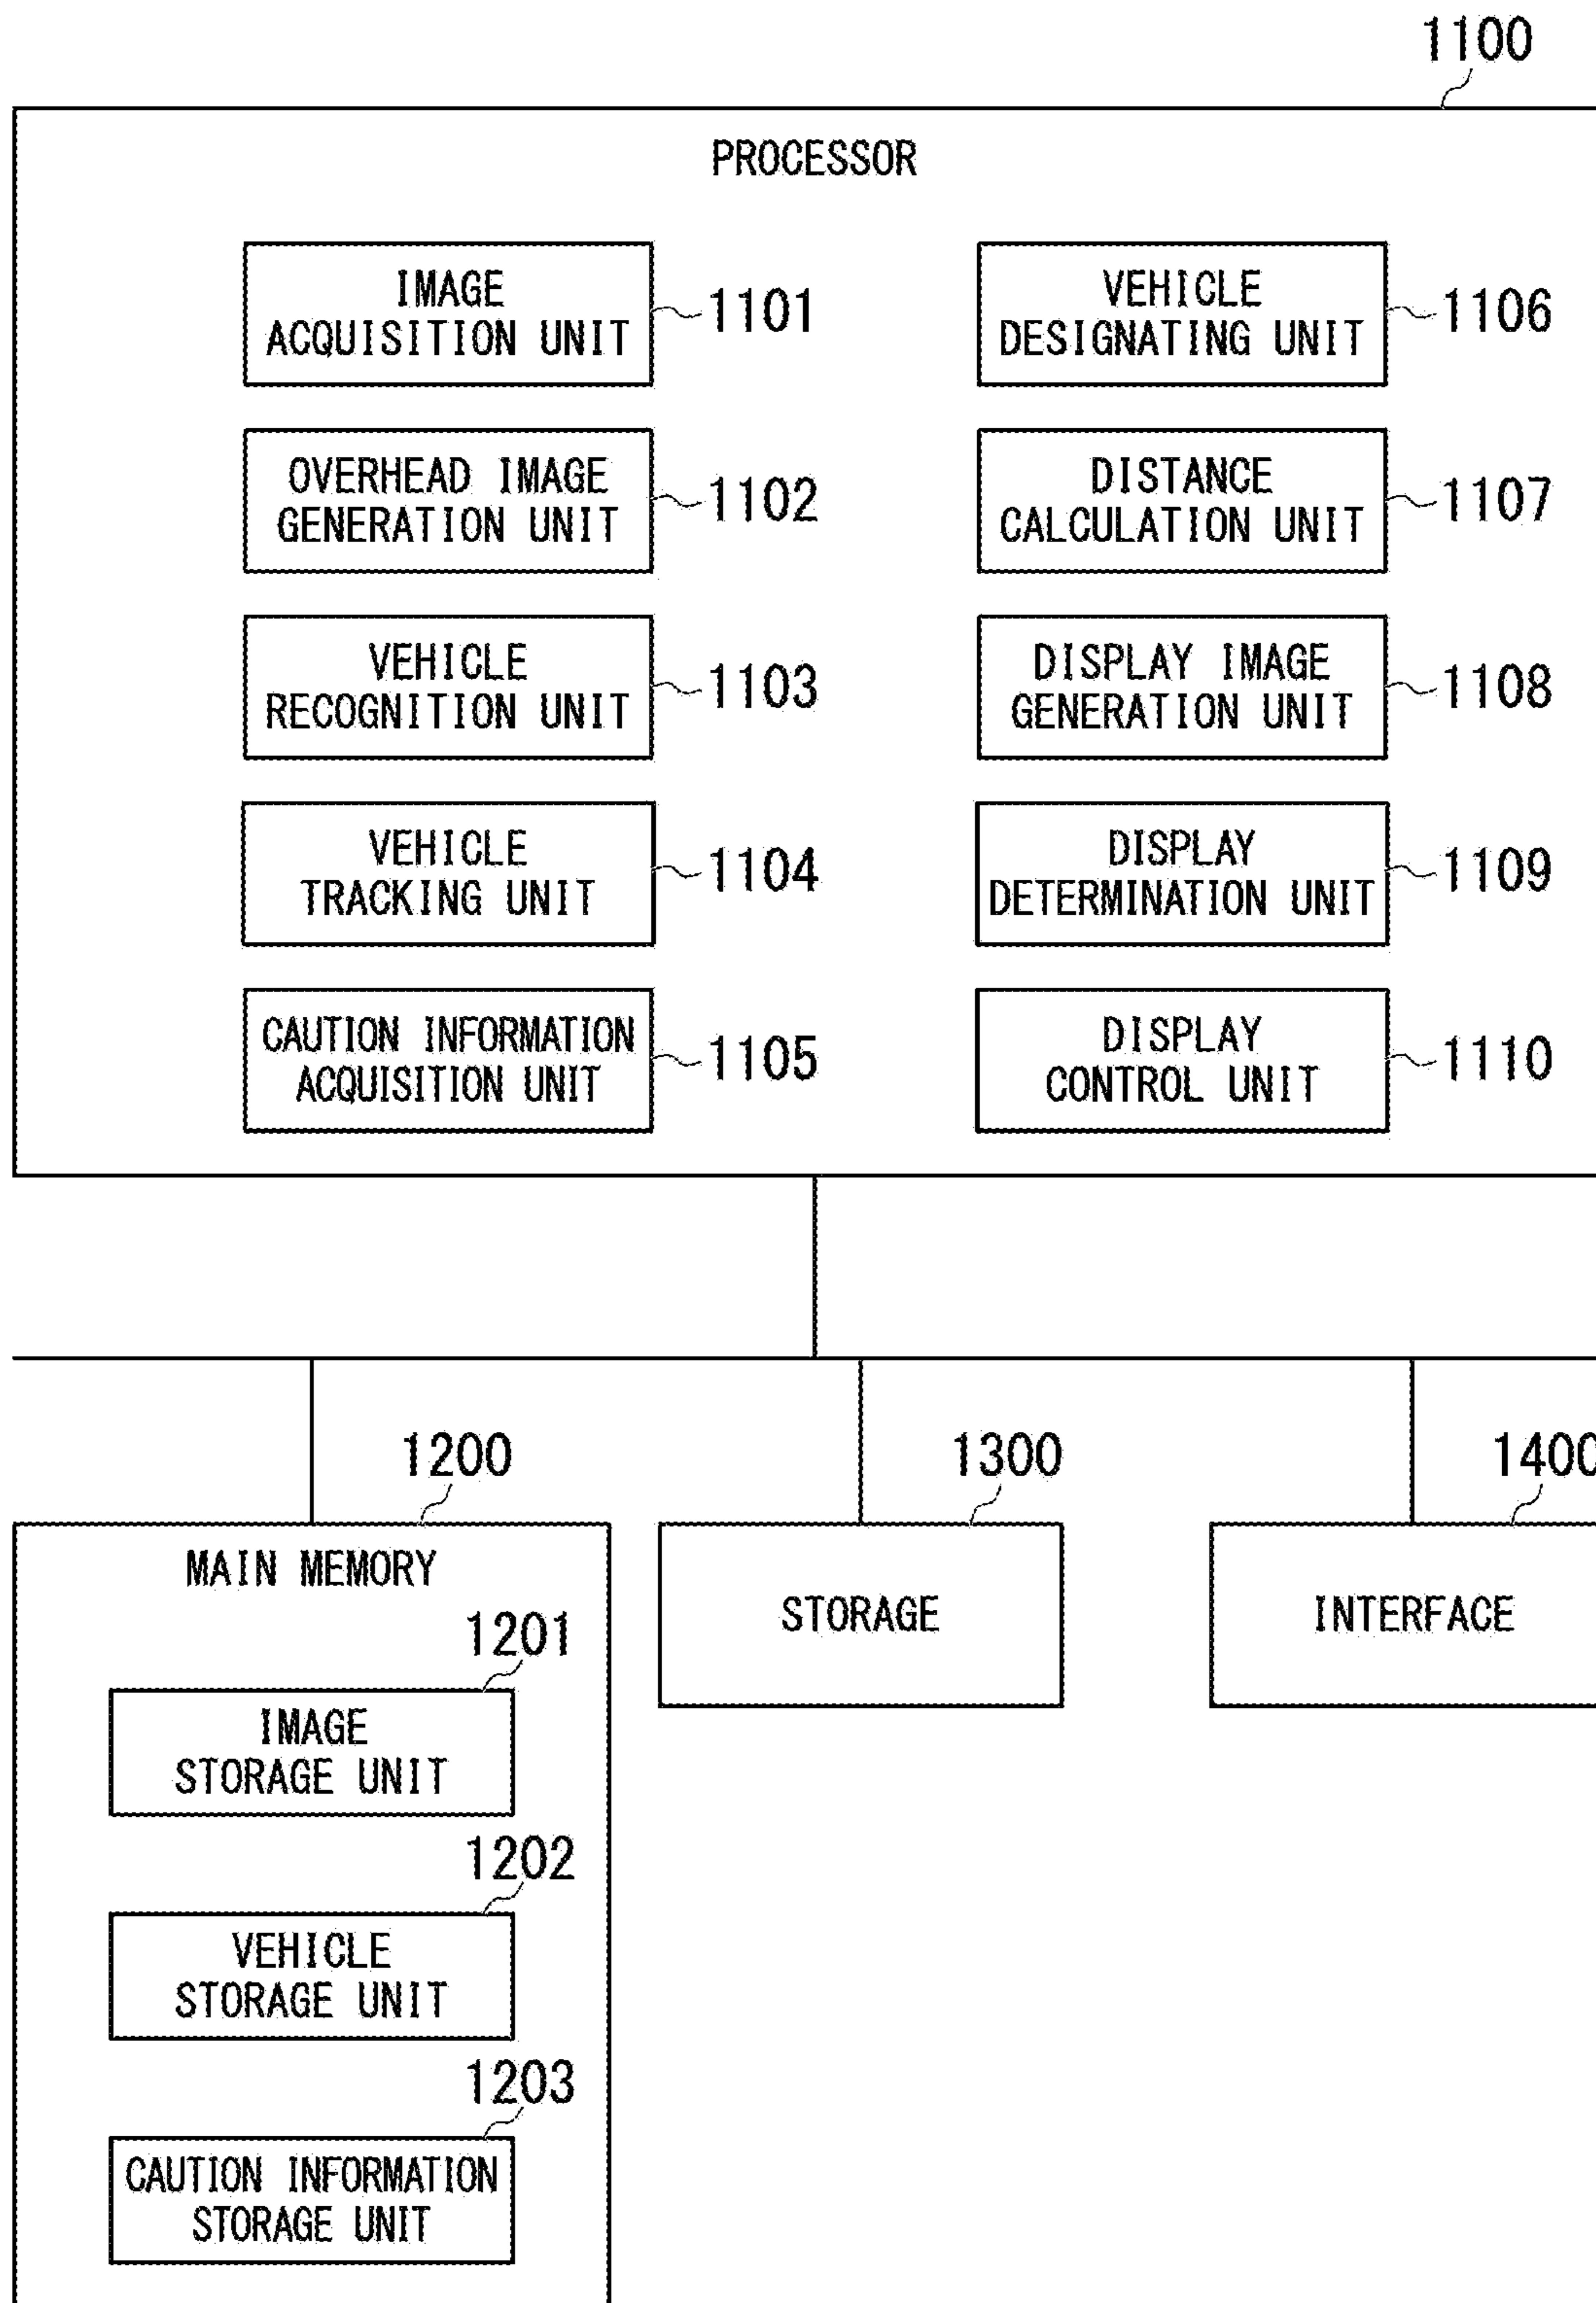 1100
PROCESSOR
IMAGE
ACQUISITION UNIT
1101
OVERHEAD IMAGE
GENERATION UNIT
1102
VEHICLE
RECOGNITION UNIT
1103
VEHICLE
TRACKING UNIT
1104
CAUTION INFORMATION
ACQUISITION UNIT
1105
VEHICLE
DESIGNATING UNIT
1106
DISTANCE
CALCULATION UNIT
1107
DISPLAY IMAGE
GENERATION UNIT
1108
DISPLAY
DETERMINATION UNIT
1109
DISPLAY
CONTROL UNIT
1110
1200
MAIN MEMORY
1201
IMAGE
STORAGE UNIT
1202
VEHICLE
STORAGE UNIT
1203
CAUTION INFORMATION
STORAGE UNIT
1300
STORAGE
1400
INTERFACE